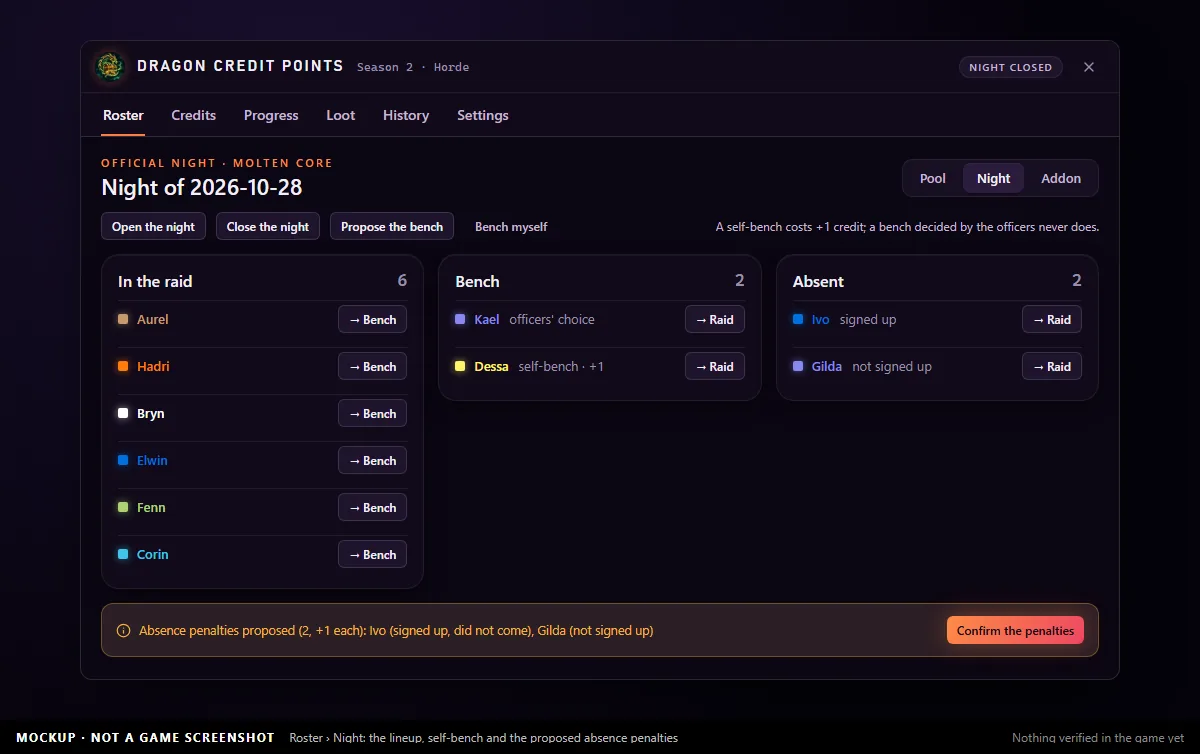 DRAGON CREDIT POINTS Season 2 · Horde NIGHT CLOSED
Roster Credits Progress Loot History Settings
OFFICIAL NIGHT · MOLTEN CORE
Night of 2026-10-28
Pool Night Addon
Open the night Close the night Propose the bench Bench myself A self-bench costs +1 credit; a bench decided by the officers never does.
In the raid 6
Aurel → Bench
Hadri → Bench
Bryn → Bench
Elwin → Bench
Fenn → Bench
Corin → Bench
Bench 2
Kael officers' choice → Raid
Dessa self-bench · +1 → Raid
Absent 2
Ivo signed up → Raid
Gilda not signed up → Raid
Absence penalties proposed (2, +1 each): Ivo (signed up, did not come), Gilda (not signed up) Confirm the penalties
MOCKUP · NOT A GAME SCREENSHOT Roster › Night: the lineup, self-bench and the proposed absence penalties Nothing verified in the game yet